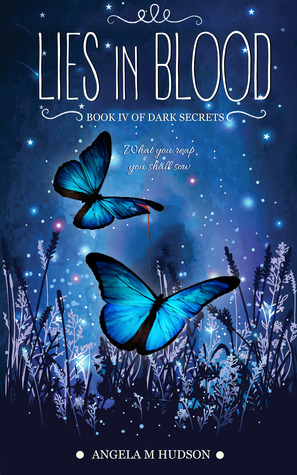 LIES IN BLOOD
BOOK IV OF DARK SECRETS
What you reap
you shall sow
ANGELA M HUDSON